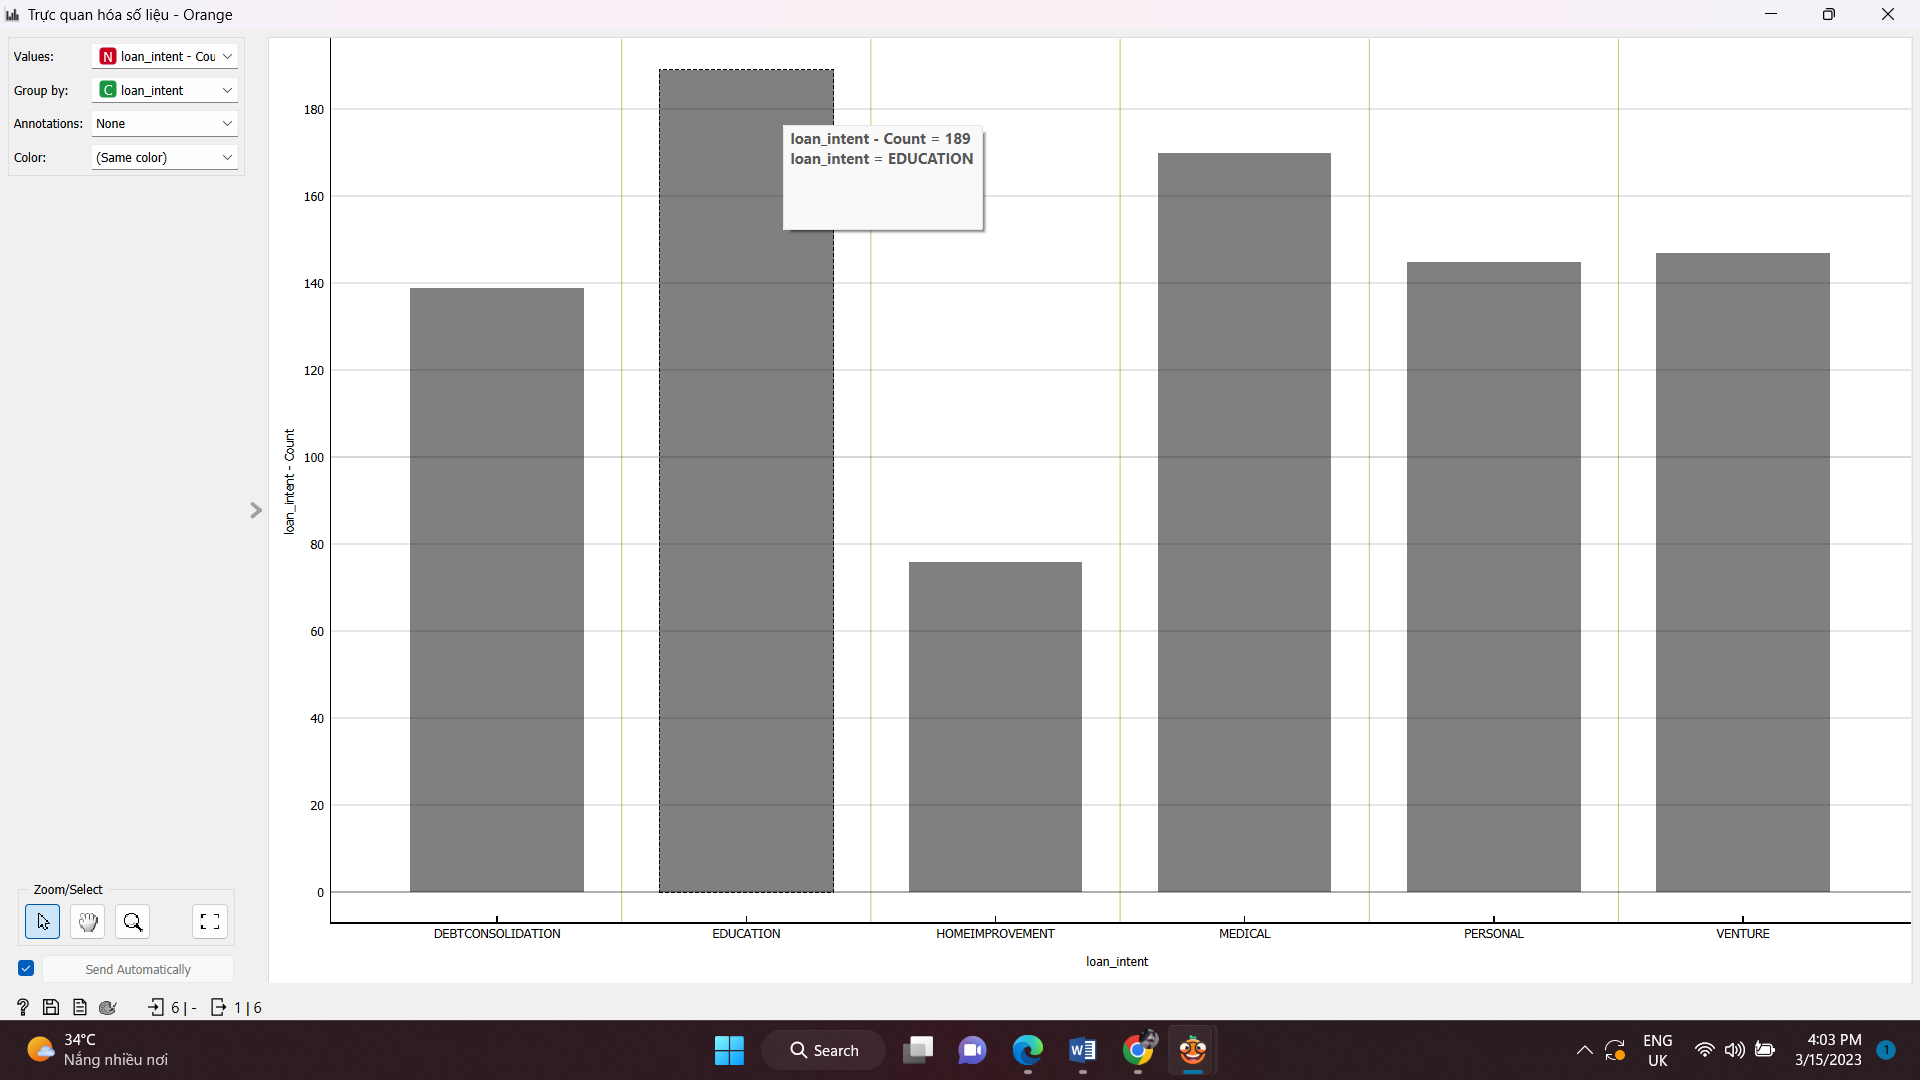 Trực quan hóa số liệu - Orange
Values:
N loan_intent - Cou
Group by:
C loan_intent
Annotations:
None
Color:
(Same color)
180
160
140
120
100
80
60
40
20
0
loan_intent - Count
loan_intent - Count = 189
loan_intent = EDUCATION
DEBTCONSOLIDATION
EDUCATION
HOMEIMPROVEMENT
MEDICAL
PERSONAL
VENTURE
loan_intent
Zoom/Select
Send Automatically
? 6 | - 1 | 6
34°C
Nắng nhiều nơi
Search
W
ENG
UK
4:03 PM
3/15/2023
1